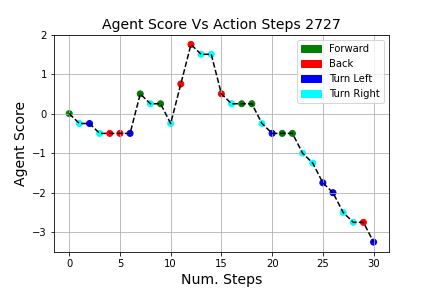 Agent Score Vs Action Steps 2727
Forward
Back
Turn Left
Turn Right
Agent Score
2
1
0
−1
−2
−3
0 5 10 15 20 25 30
Num. Steps